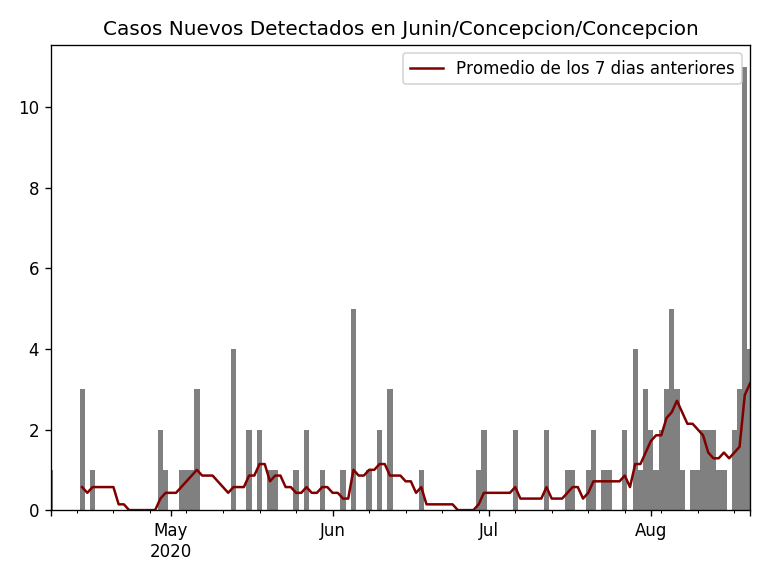 Casos Nuevos Detectados en Junin/Concepcion/Concepcion
Promedio de los 7 dias anteriores
10
8
6
4
2
0
May
2020
Jun
Jul
Aug